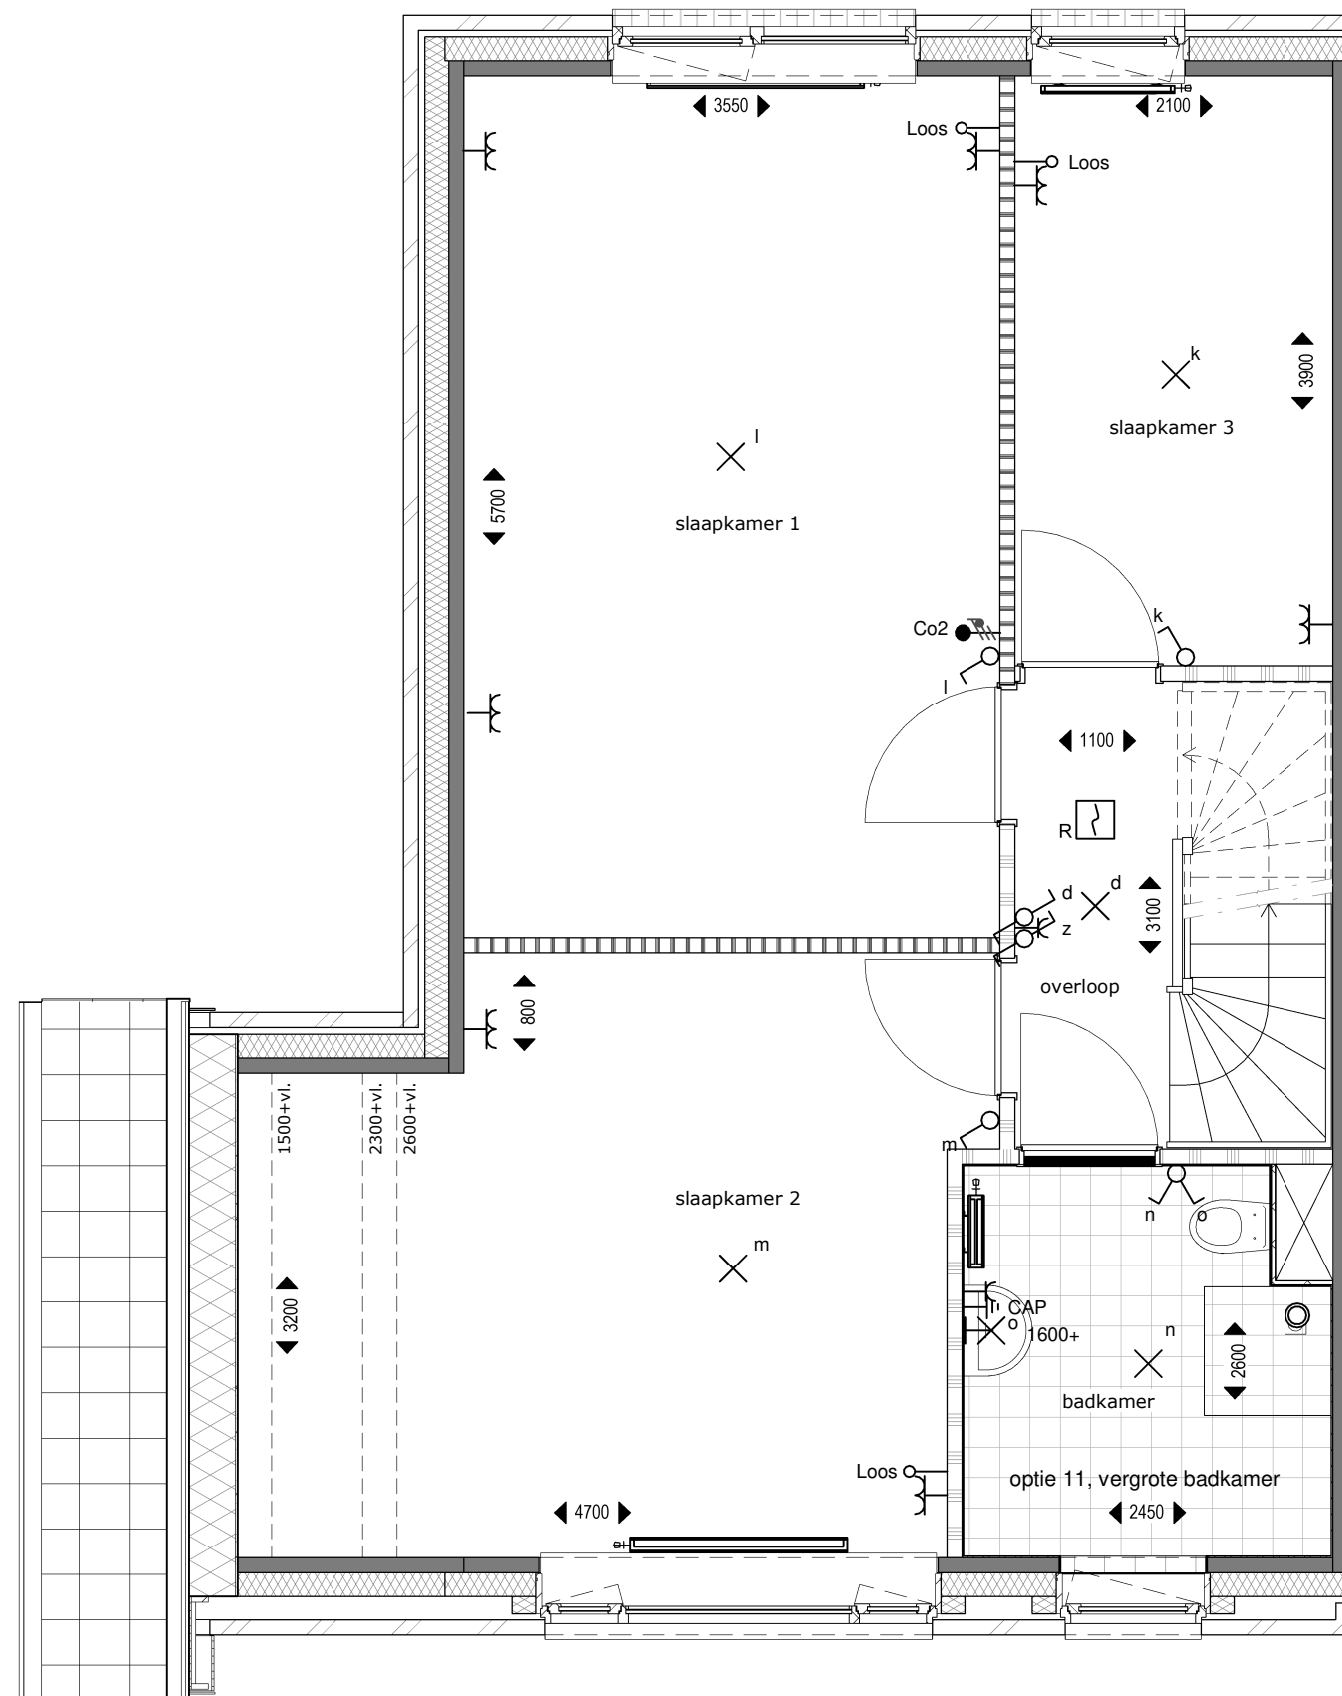 3550
2100
Loos
Loos
k
3900
slaapkamer 3
l
5700
slaapkamer 1
k
Co2
l
1100
R
d
d
z
3100
overloop
800
1500+vl.
2300+vl.
2600+vl.
m
slaapkamer 2
n
o
m
3200
CAP
o
1600+
n
2600
badkamer
Loos
optie 11, vergrote badkamer
4700
2450